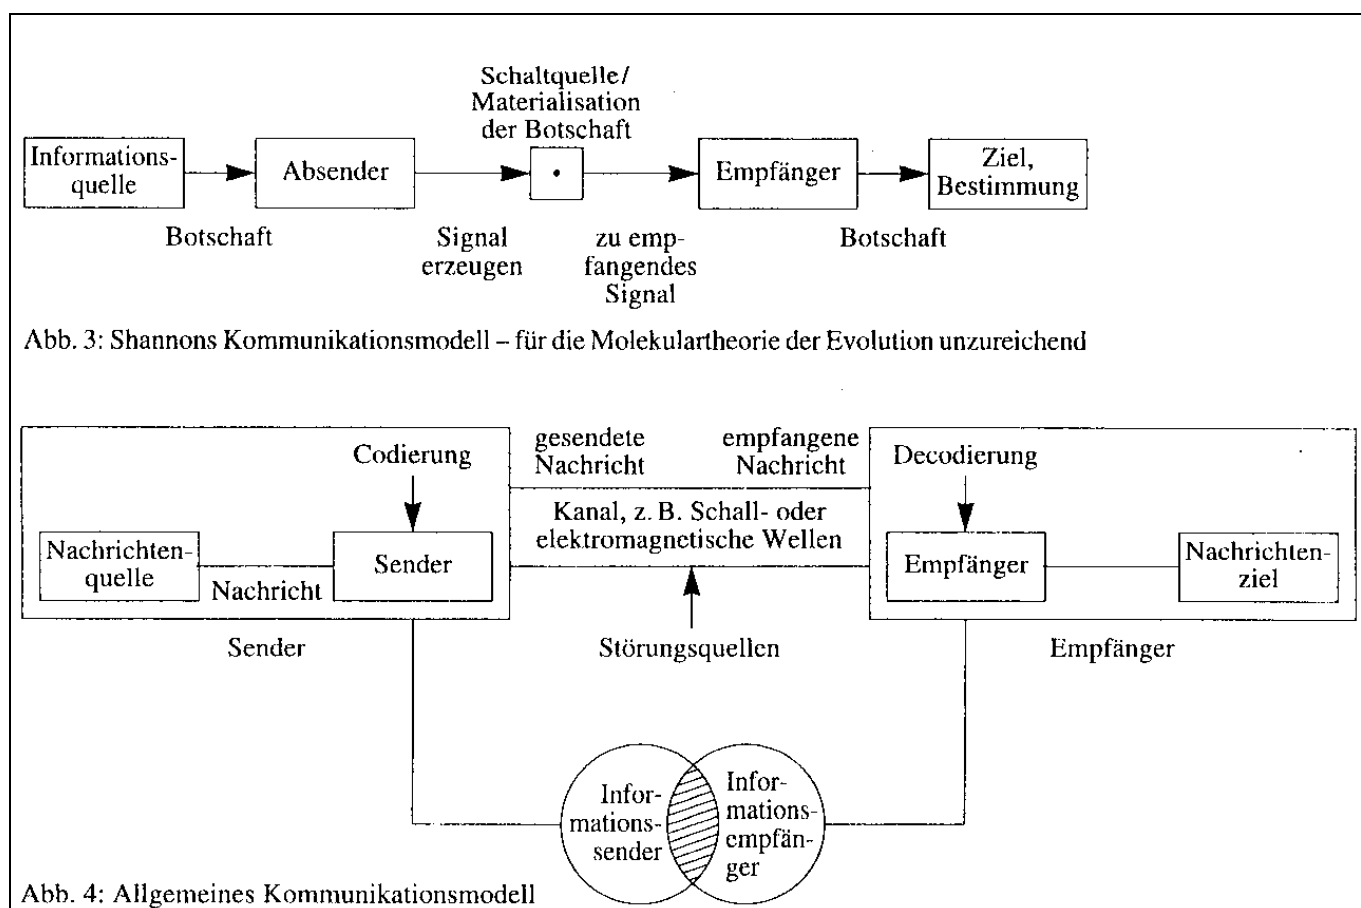 Schaltquelle/
Materialisation
der Botschaft
Informations-
quelle
Absender
Empfänger
Ziel,
Bestimmung
Botschaft
Signal
erzeugen
zu emp-
fangendes
Signal
Botschaft
Abb. 3: Shannons Kommunikationsmodell – für die Molekulartheorie der Evolution unzureichend
Codierung
gesendete
Nachricht
empfangene
Nachricht
Decodierung
Nachrichten-
quelle
Nachricht
Sender
Kanal, z. B. Schall- oder
elektromagnetische Wellen
Empfänger
Nachrichten-
ziel
Sender
Störungsquellen
Empfänger
Infor-
mations-
sender
Infor-
mations-
empfän-
ger
Abb. 4: Allgemeines Kommunikationsmodell